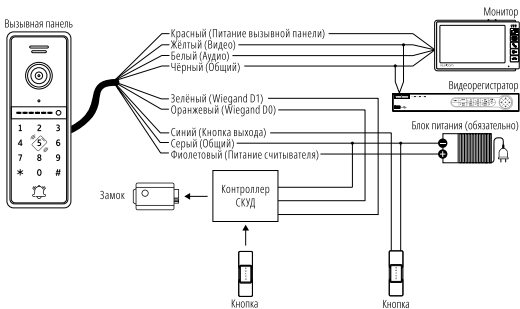 Вызывная панель
Монитор
Красный (Питание вызывной панели)
Жёлтый (Видео)
Белый (Аудио)
Чёрный (Общий)
Видеорегистратор
Зелёный (Wiegand D1)
Оранжевый (Wiegand D0)
Блок питания (обязательно)
Синий (Кнопка выхода)
Серый (Общий)
Фиолетовый (Питание считывателя)
1 2 3
4 5 6
7 8 9
* 0 #
Замок
Контроллер
СКУД
Кнопка
Кнопка